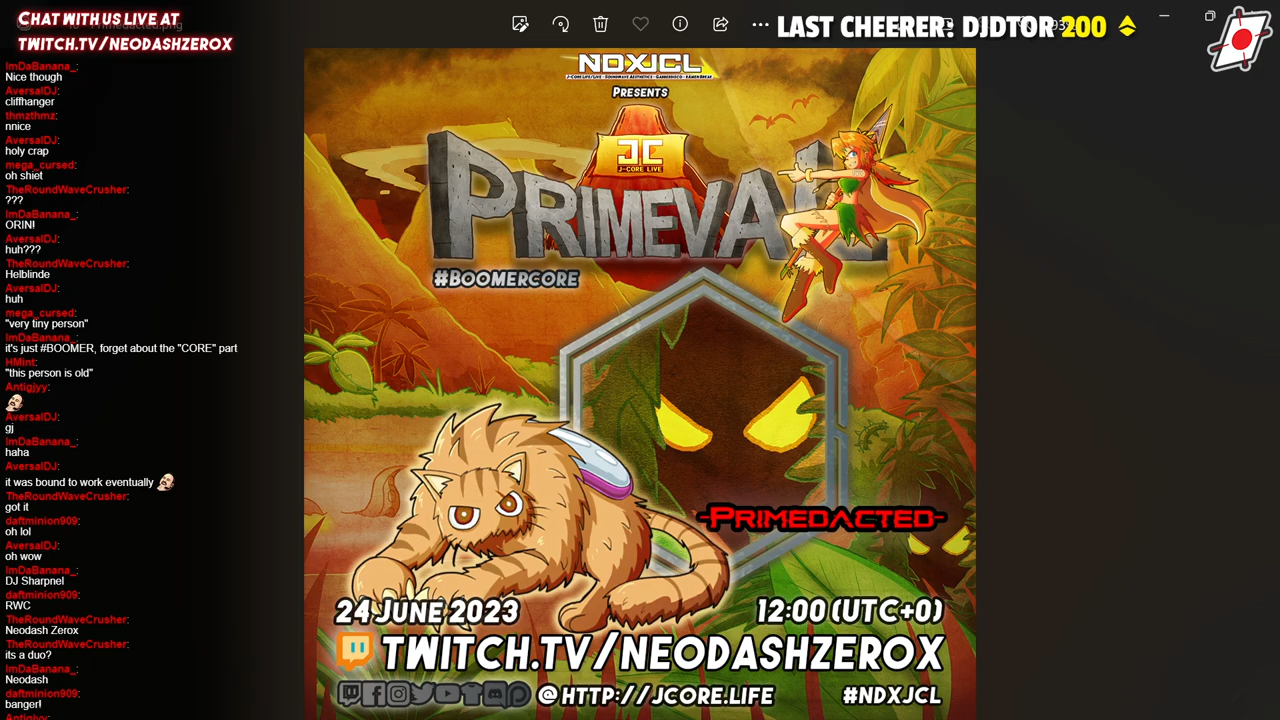 CHAT WITH US LIVE AT
TWITCH.TV/NEODASHZEROX
LAST CHEERER: DJDTOR 200
ImDaBanana_:
Nice though
AversalDJ:
cliffhanger
thmzthmz:
nnice
AversalDJ:
holy crap
mega_cursed:
oh shiet
TheRoundWaveCrusher:
???
ImDaBanana_:
ORIN!
AversalDJ:
huh???
TheRoundWaveCrusher:
Helblinde
AversalDJ:
huh
mega_cursed:
"very tiny person"
ImDaBanana_:
it's just #BOOMER, forget about the "CORE" part
HMint:
"this person is old"
Antigjyy:
AversalDJ:
gj
ImDaBanana_:
haha
AversalDJ:
it was bound to work eventually
TheRoundWaveCrusher:
got it
daftminion909:
oh lol
AversalDJ:
oh wow
ImDaBanana_:
DJ Sharpnel
daftminion909:
RWC
TheRoundWaveCrusher:
Neodash Zerox
TheRoundWaveCrusher:
its a duo?
ImDaBanana_:
Neodash
daftminion909:
banger!
Antigjyy:
NDXJCL
PRESENTS
JC
J-CORE LIVE
PRIMEVAL
#BOOMERCORE
-PRIMEDACTED-
24 JUNE 2023
12:00 (UTC+0)
TWITCH.TV/NEODASHZEROX
@HTTP://JCORE.LIFE
#NDXJCL